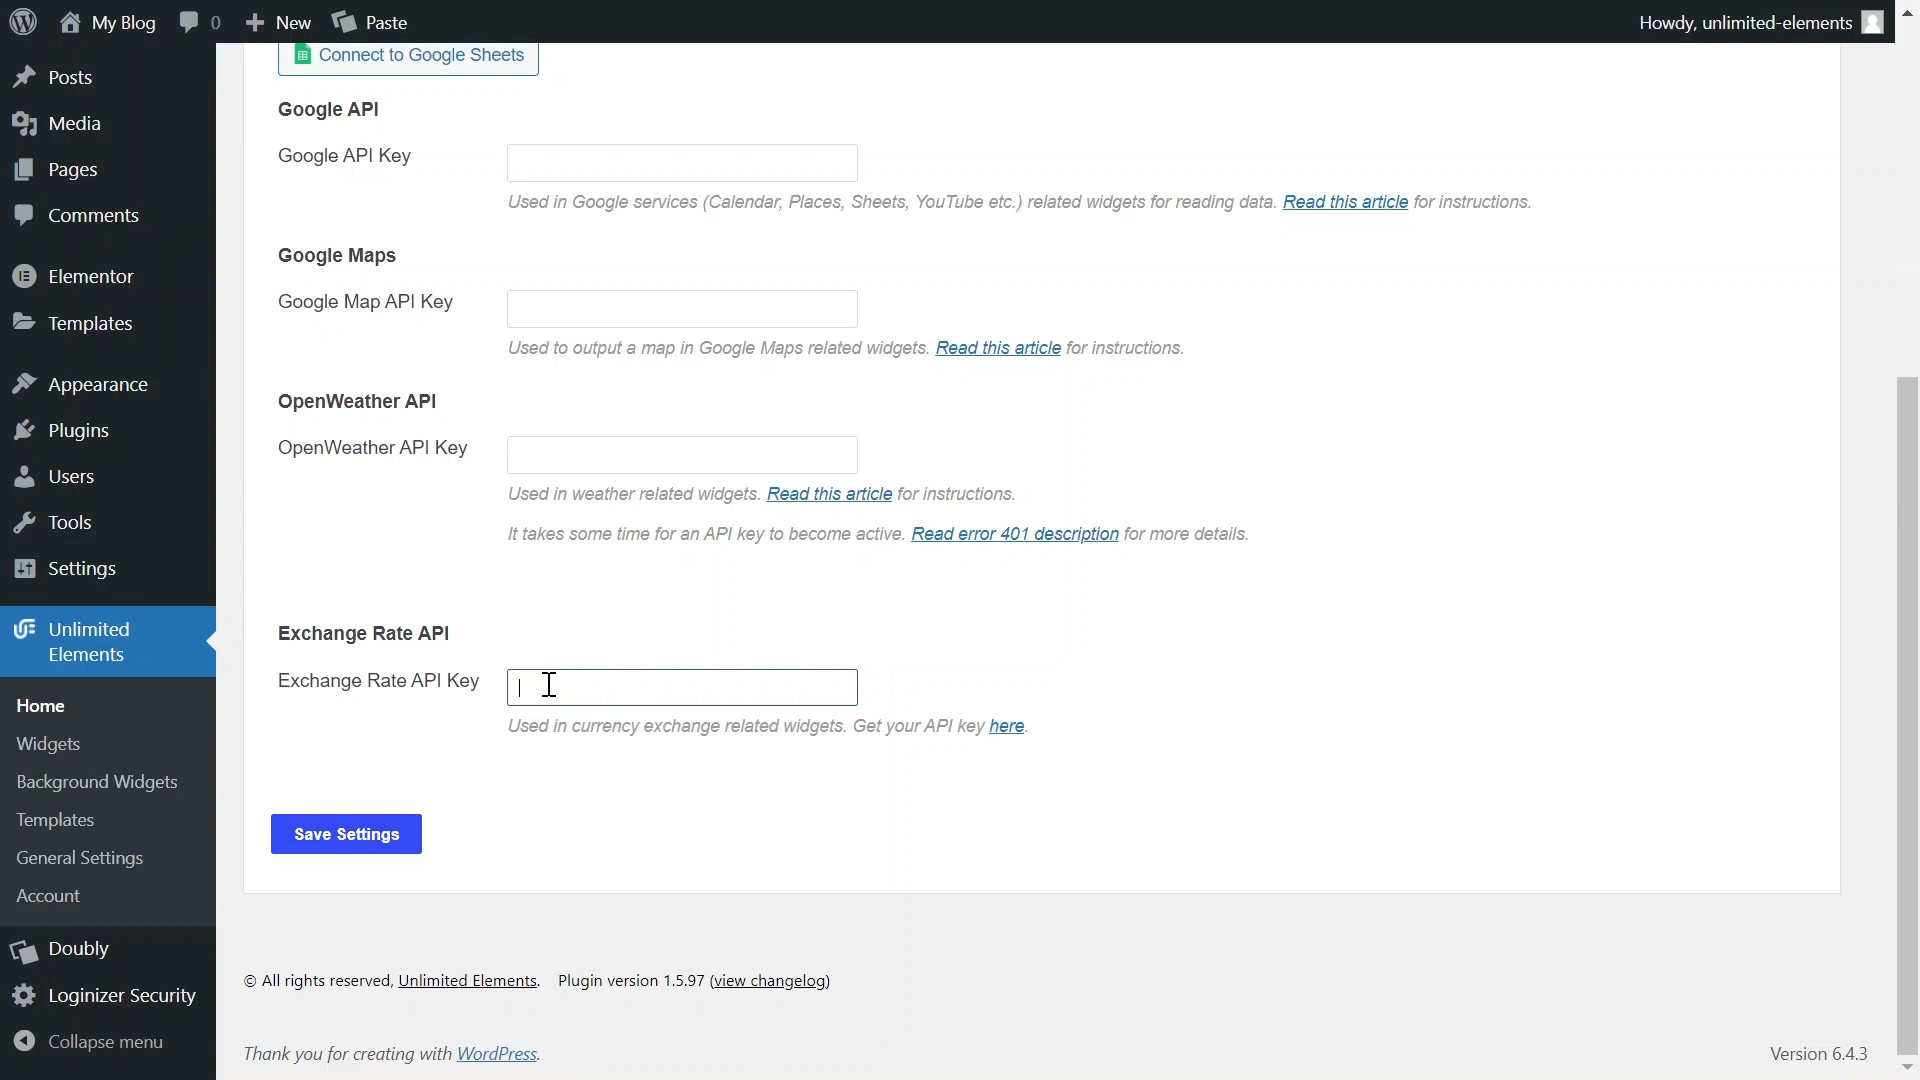 My Blog
0
New
Paste
Howdy, unlimited-elements
Posts
Media
Pages
Comments
Elementor
Templates
Appearance
Plugins
Users
Tools
Settings
Unlimited
Elements
Home
Widgets
Background Widgets
Templates
General Settings
Account
Doubly
Loginizer Security
Collapse menu
Connect to Google Sheets
Google API
Google API Key
Used in Google services (Calendar, Places, Sheets, YouTube etc.) related widgets for reading data. Read this article for instructions.
Google Maps
Google Map API Key
Used to output a map in Google Maps related widgets. Read this article for instructions.
OpenWeather API
OpenWeather API Key
Used in weather related widgets. Read this article for instructions.
It takes some time for an API key to become active. Read error 401 description for more details.
Exchange Rate API
Exchange Rate API Key
Used in currency exchange related widgets. Get your API key here.
Save Settings
© All rights reserved, Unlimited Elements. Plugin version 1.5.97 (view changelog)
Thank you for creating with WordPress.
Version 6.4.3